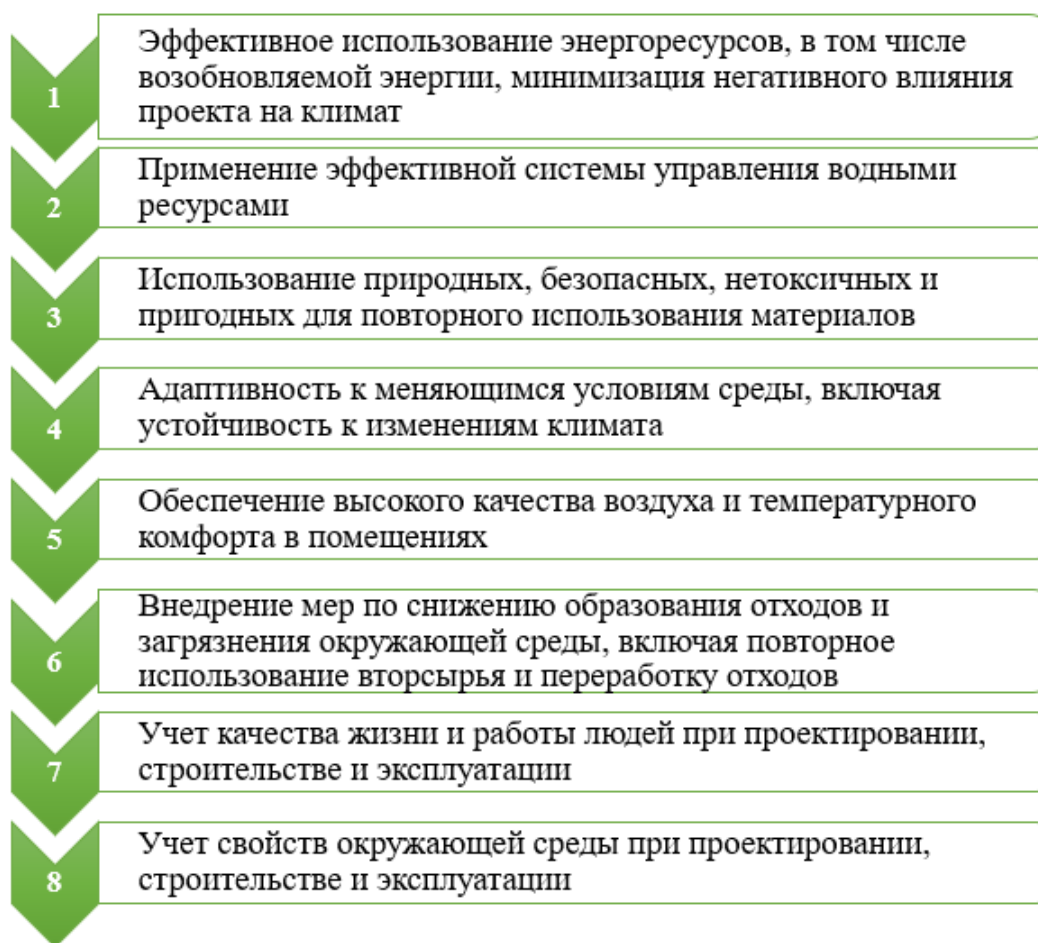 1
Эффективное использование энергоресурсов, в том числе
возобновляемой энергии, минимизация негативного влияния
проекта на климат
2
Применение эффективной системы управления водными
ресурсами
3
Использование природных, безопасных, нетоксичных и
пригодных для повторного использования материалов
4
Адаптивность к меняющимся условиям среды, включая
устойчивость к изменениям климата
5
Обеспечение высокого качества воздуха и температурного
комфорта в помещениях
6
Внедрение мер по снижению образования отходов и
загрязнения окружающей среды, включая повторное
использование вторсырья и переработку отходов
7
Учет качества жизни и работы людей при проектировании,
строительстве и эксплуатации
8
Учет свойств окружающей среды при проектировании,
строительстве и эксплуатации